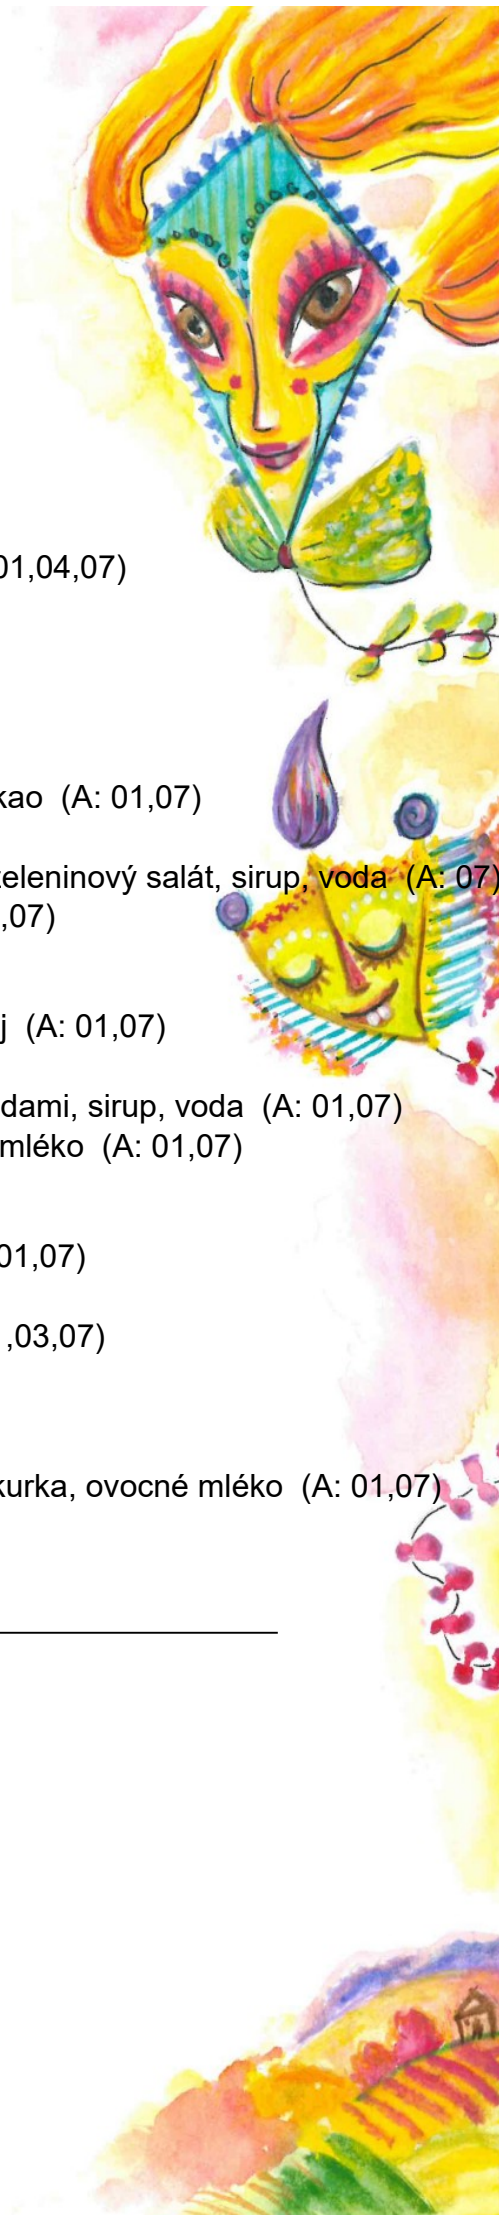 01,04,07)
kao (A: 01,07)
zeleninový salát, sirup, voda (A: 07)
,07)
j (A: 01,07)
dami, sirup, voda (A: 01,07)
mléko (A: 01,07)
01,07)
,03,07)
kurka, ovocné mléko (A: 01,07)